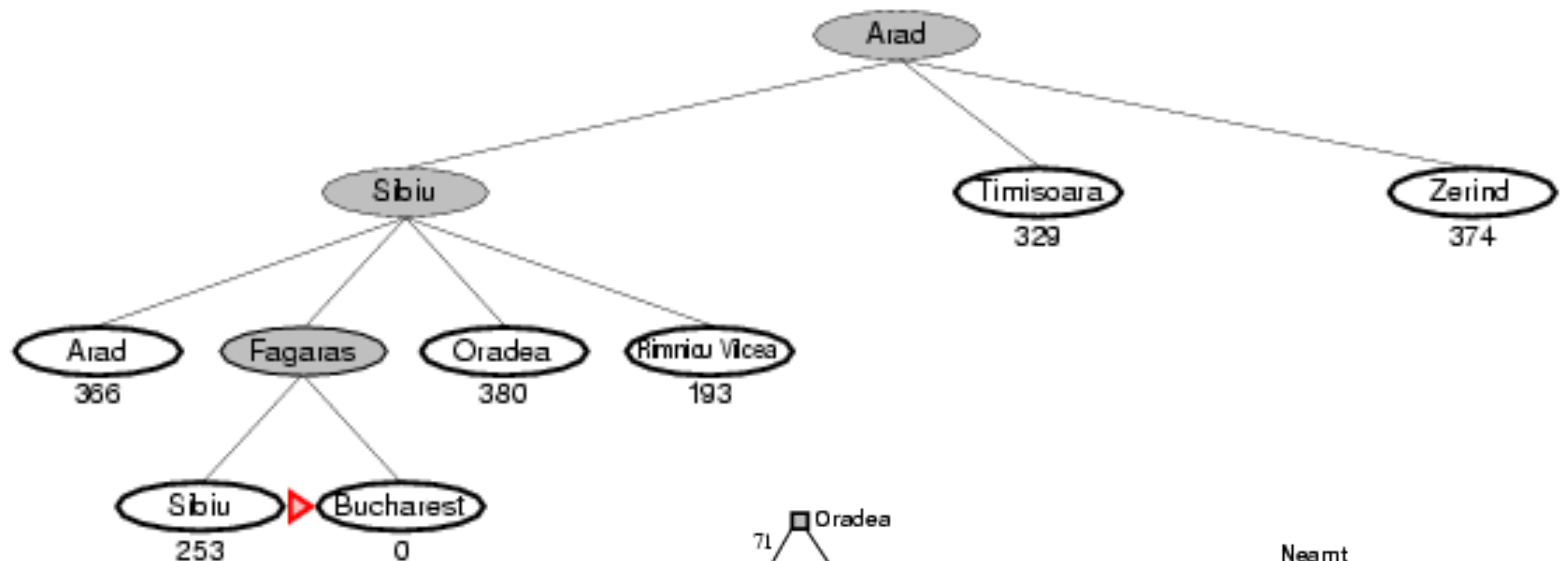 Arad
Sibiu
Timisoara
Zerind
329
374
Arad
Fagaras
Oradea
Rimnicu Vilcea
366
380
193
Sibiu
Bucharest
253
0
Oradea
71
Neamt